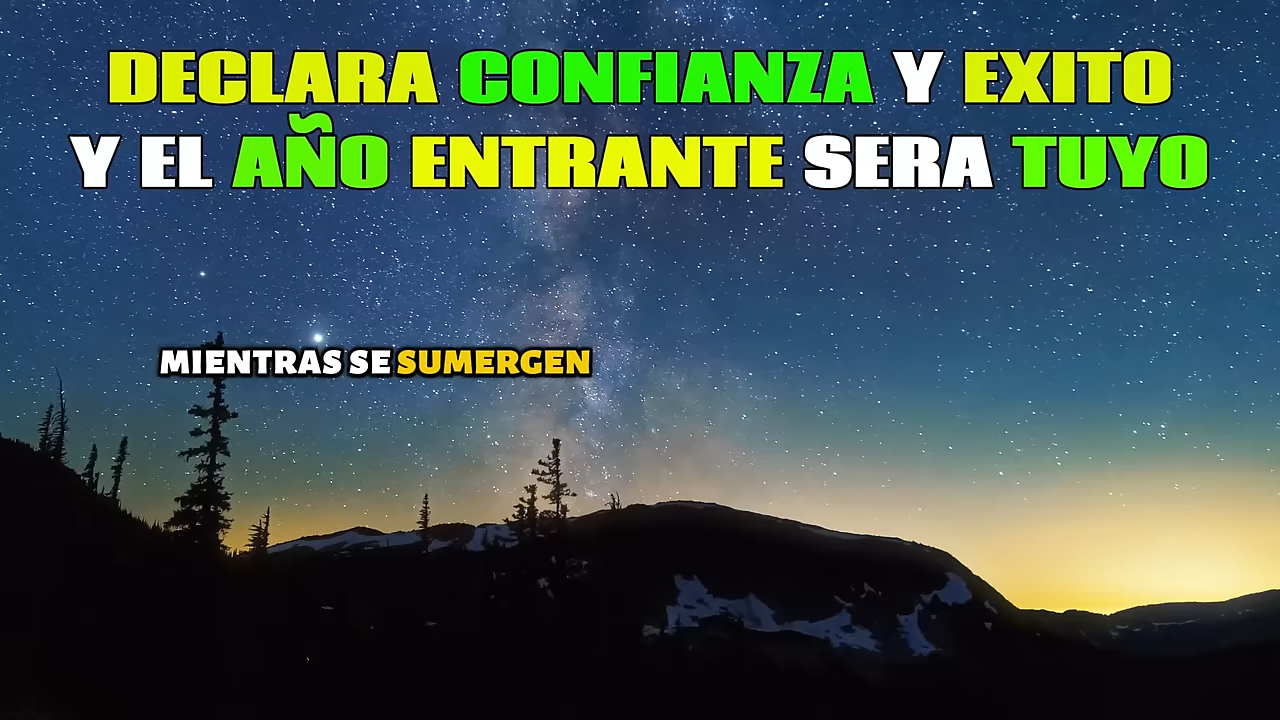 DECLARA CONFIANZA Y EXITO
Y EL AÑO ENTRANTE SERA TUYO
MIENTRAS SE SUMERGEN